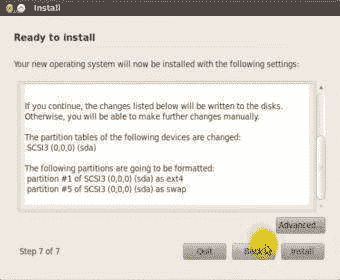 Install
Ready to install
Your new operating system will now be installed with the following settings:
If you continue, the changes listed below will be written to the disks.
Otherwise, you will be able to make further changes manually.
The partition tables of the following devices are changed:
SCSI3 (0,0,0) (sda)
The following partitions are going to be formatted:
partition #1 of SCSI3 (0,0,0) (sda) as ext4
partition #5 of SCSI3 (0,0,0) (sda) as swap
Advanced...
Step 7 of 7
Quit
Back
Install